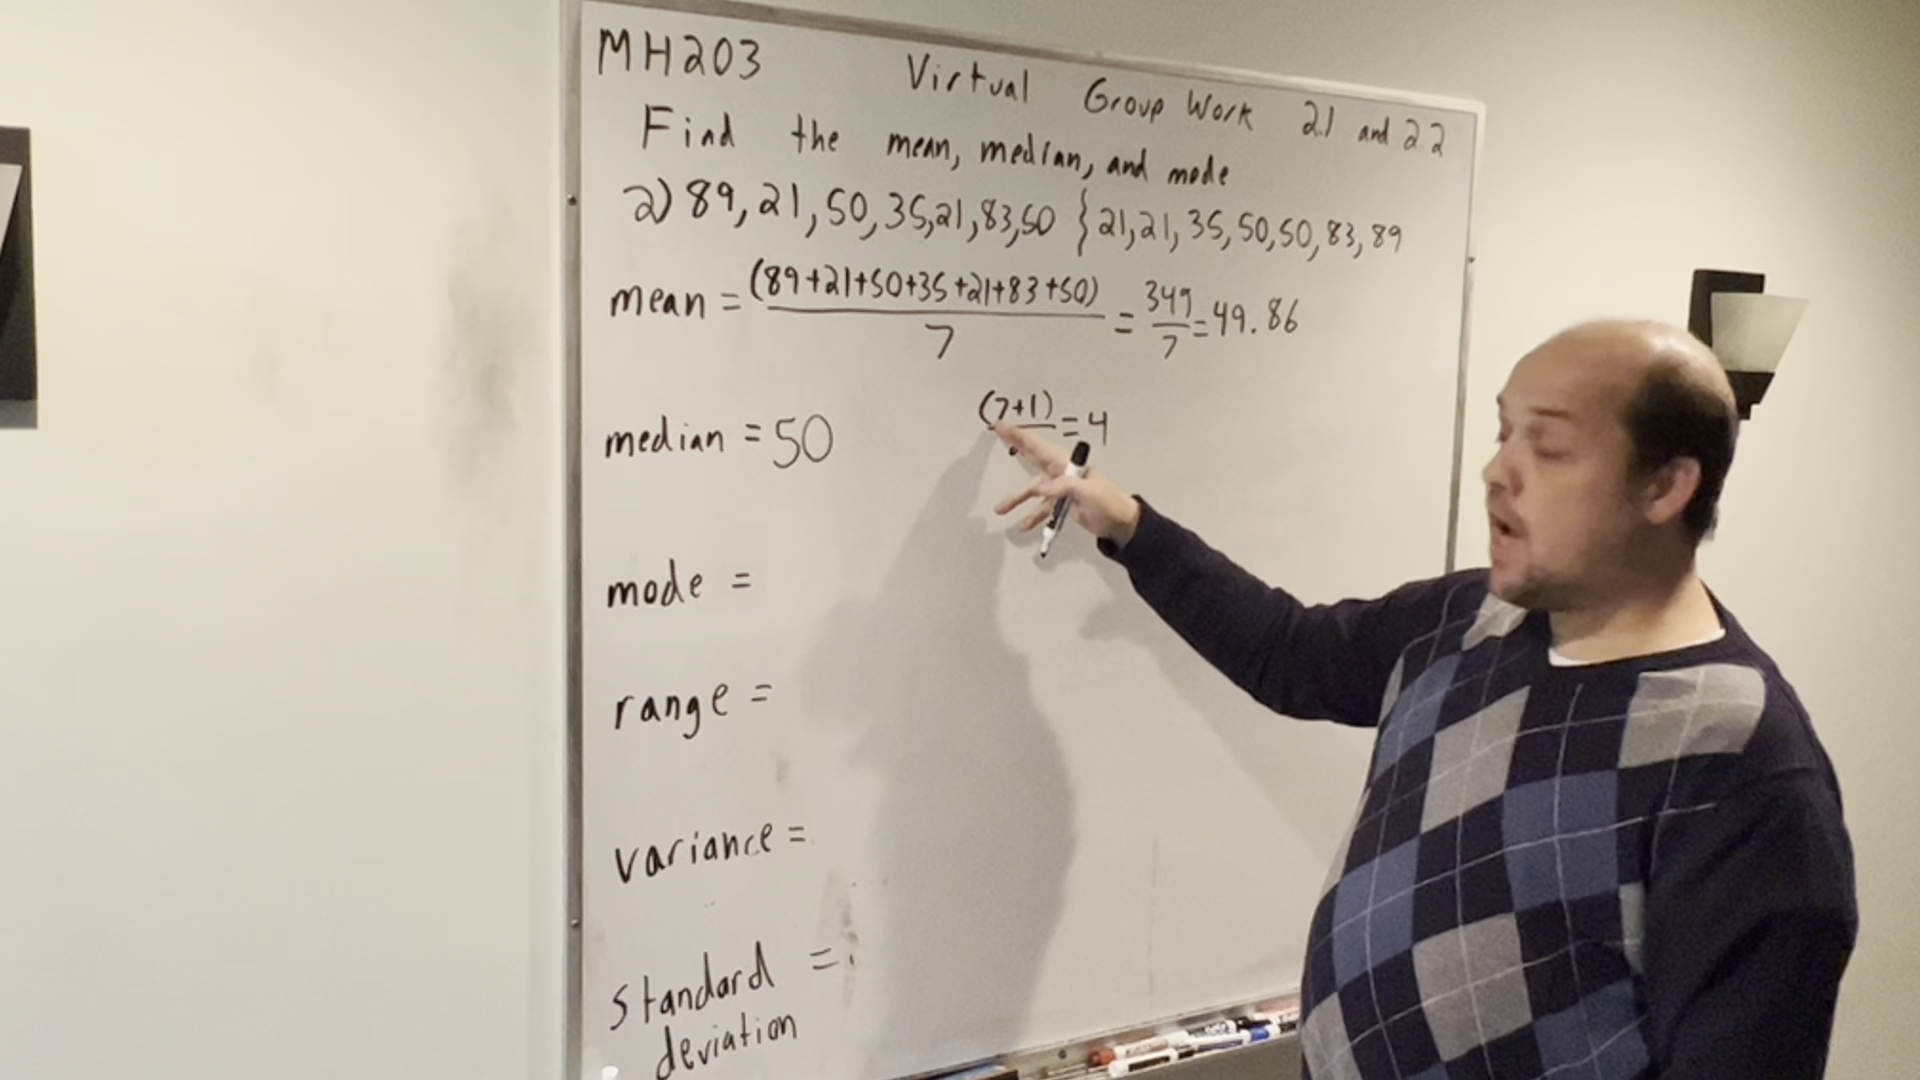 MH203 Virtual Group Work 2.1 and 2.2
Find the mean, median, and mode
2) 89, 21, 50, 35, 21, 83, 50 } 21, 21, 35, 50, 50, 83, 89
mean = (89+21+50+35+21+83+50) / 7 = 349 / 7 = 49.86
median = 50 (7+1) = 4
mode =
range =
variance =
standard deviation =